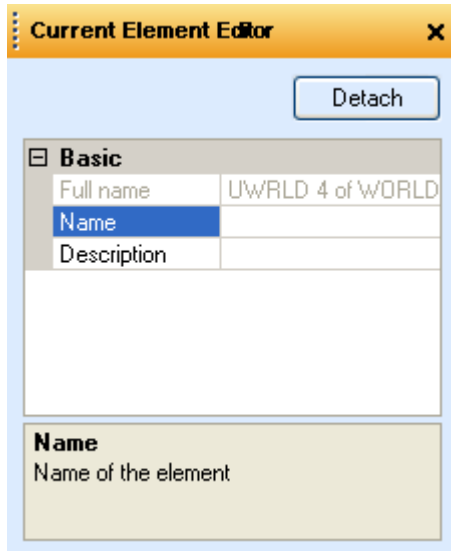 Current Element Editor
Detach
Basic
Full name UWRLD 4 of WORLD
Name
Description
Name
Name of the element